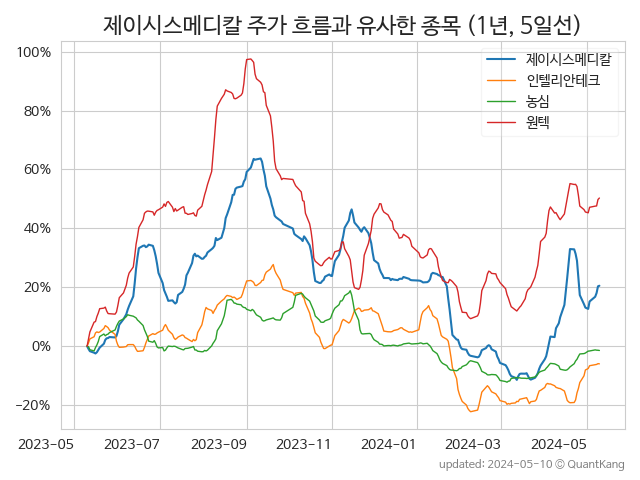 제이시스메디칼 주가 흐름과 유사한 종목 (1년, 5일선)
제이시스메디칼
인텔리안테크
농심
원텍
100%
80%
60%
40%
20%
0%
−20%
2023-05 2023-07 2023-09 2023-11 2024-01 2024-03 2024-05
updated: 2024-05-10 © QuantKang